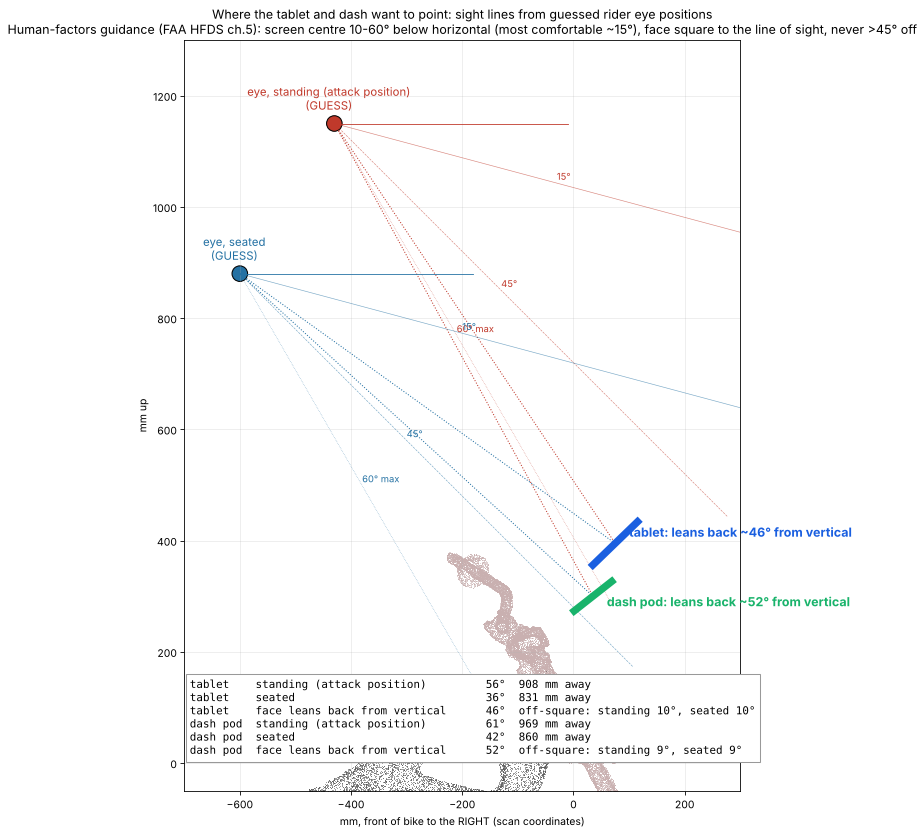 Where the tablet and dash want to point: sight lines from guessed rider eye positions
Human-factors guidance (FAA HFDS ch.5): screen centre 10-60° below horizontal (most comfortable ~15°), face square to the line of sight, never >45° off
1200
eye, standing (attack position)
(GUESS)
15°
1000
eye, seated
(GUESS)
45°
800
15°
60° max
mm up
600
45°
60° max
400
tablet: leans back ~46° from vertical
dash pod: leans back ~52° from vertical
200
tablet standing (attack position) 56° 908 mm away
tablet seated 36° 831 mm away
tablet face leans back from vertical 46° off-square: standing 10°, seated 10°
dash pod standing (attack position) 61° 969 mm away
dash pod seated 42° 860 mm away
dash pod face leans back from vertical 52° off-square: standing 9°, seated 9°
0
−600 −400 −200 0 200
mm, front of bike to the RIGHT (scan coordinates)